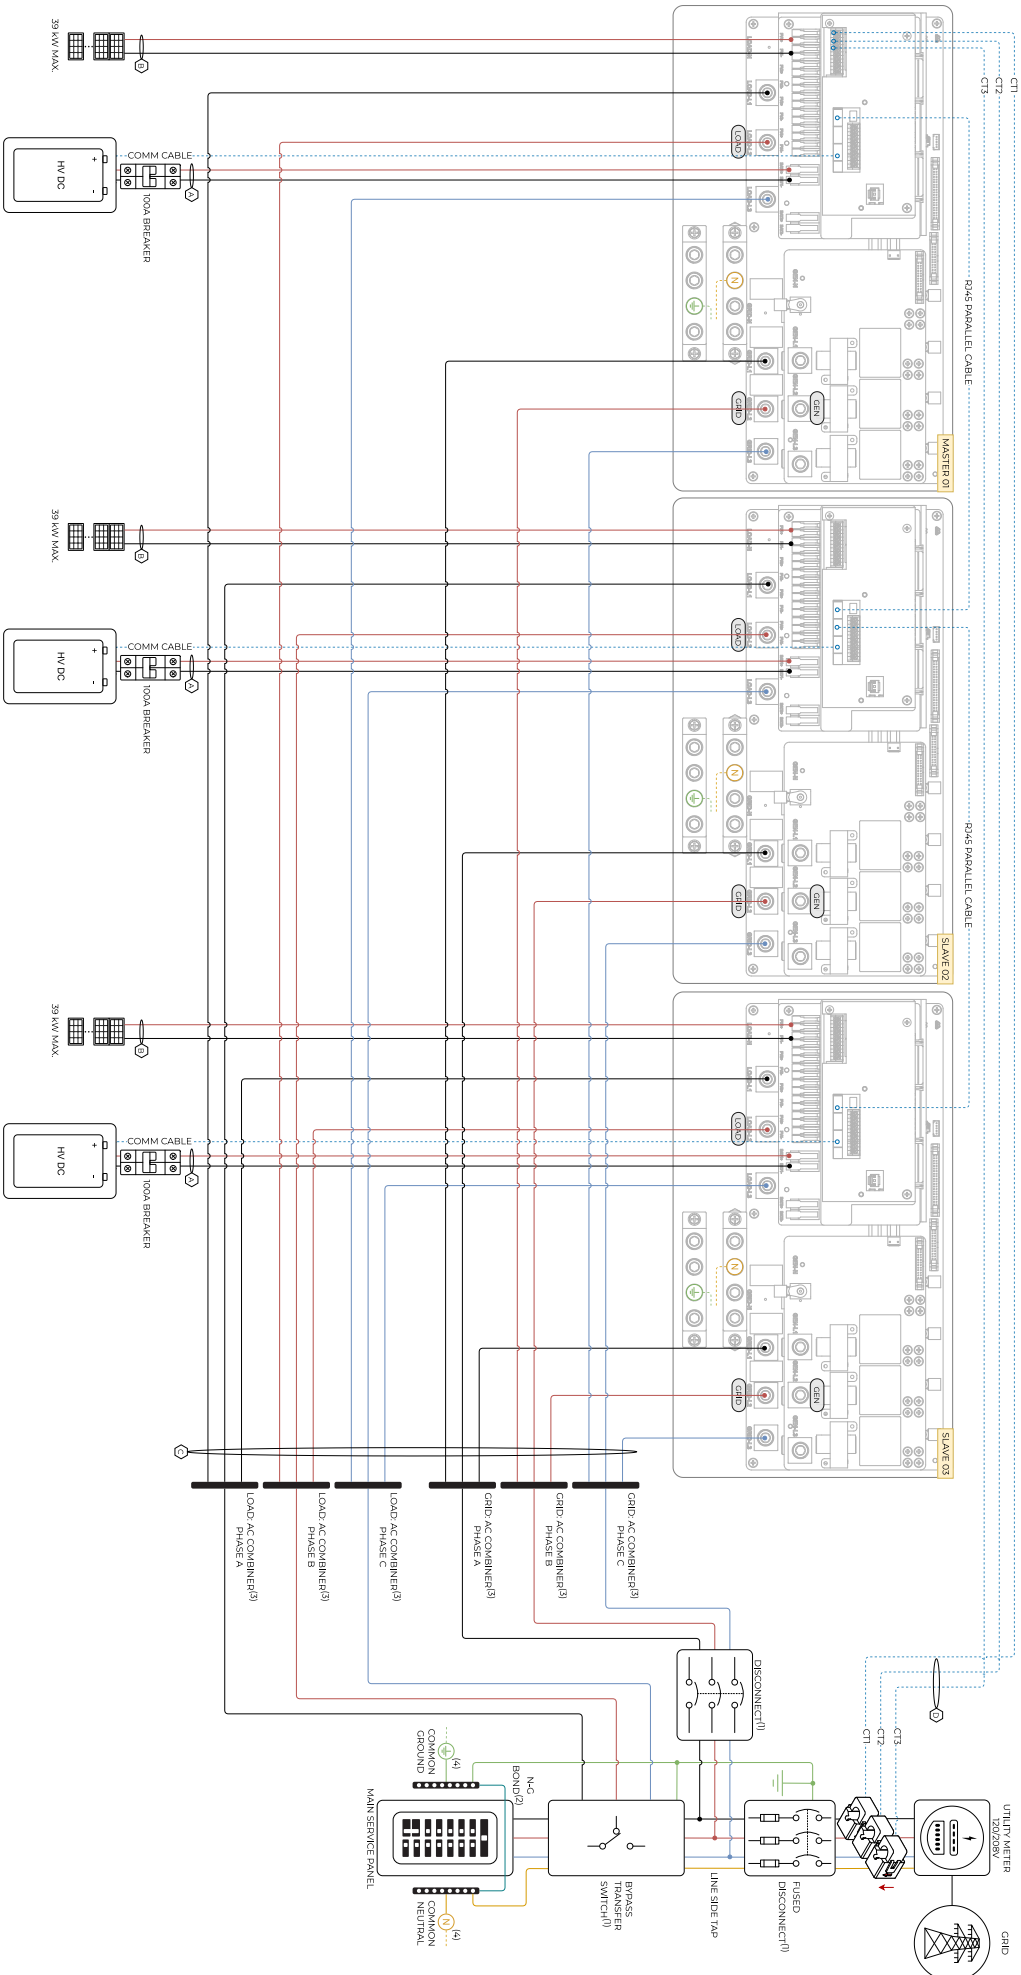 MASTER 01
SLAVE 02
SLAVE 03
CT1
CT2
CT3
RJ45 PARALLEL CABLE
RJ45 PARALLEL CABLE
LOAD
GRID
GEN
N
LOAD
GRID
GEN
N
LOAD
GRID
GEN
N
39 kW MAX.
B
COMM CABLE
HV DC
+
-
A
100A BREAKER
39 kW MAX.
B
COMM CABLE
HV DC
+
-
A
100A BREAKER
39 kW MAX.
B
COMM CABLE
HV DC
+
-
A
100A BREAKER
C
LOAD: AC COMBINER(3)
PHASE A
LOAD: AC COMBINER(3)
PHASE B
LOAD: AC COMBINER(3)
PHASE C
GRID: AC COMBINER(3)
PHASE A
GRID: AC COMBINER(3)
PHASE B
GRID: AC COMBINER(3)
PHASE C
DISCONNECT(1)
D
CT1
CT2
CT3
UTILITY METER
120/208V
GRID
FUSED
DISCONNECT(1)
LINE SIDE TAP
BYPASS
TRANSFER
SWITCH(1)
N-G
BOND(2)
MAIN SERVICE PANEL
(4)
COMMON
GROUND
N
(4)
COMMON
NEUTRAL